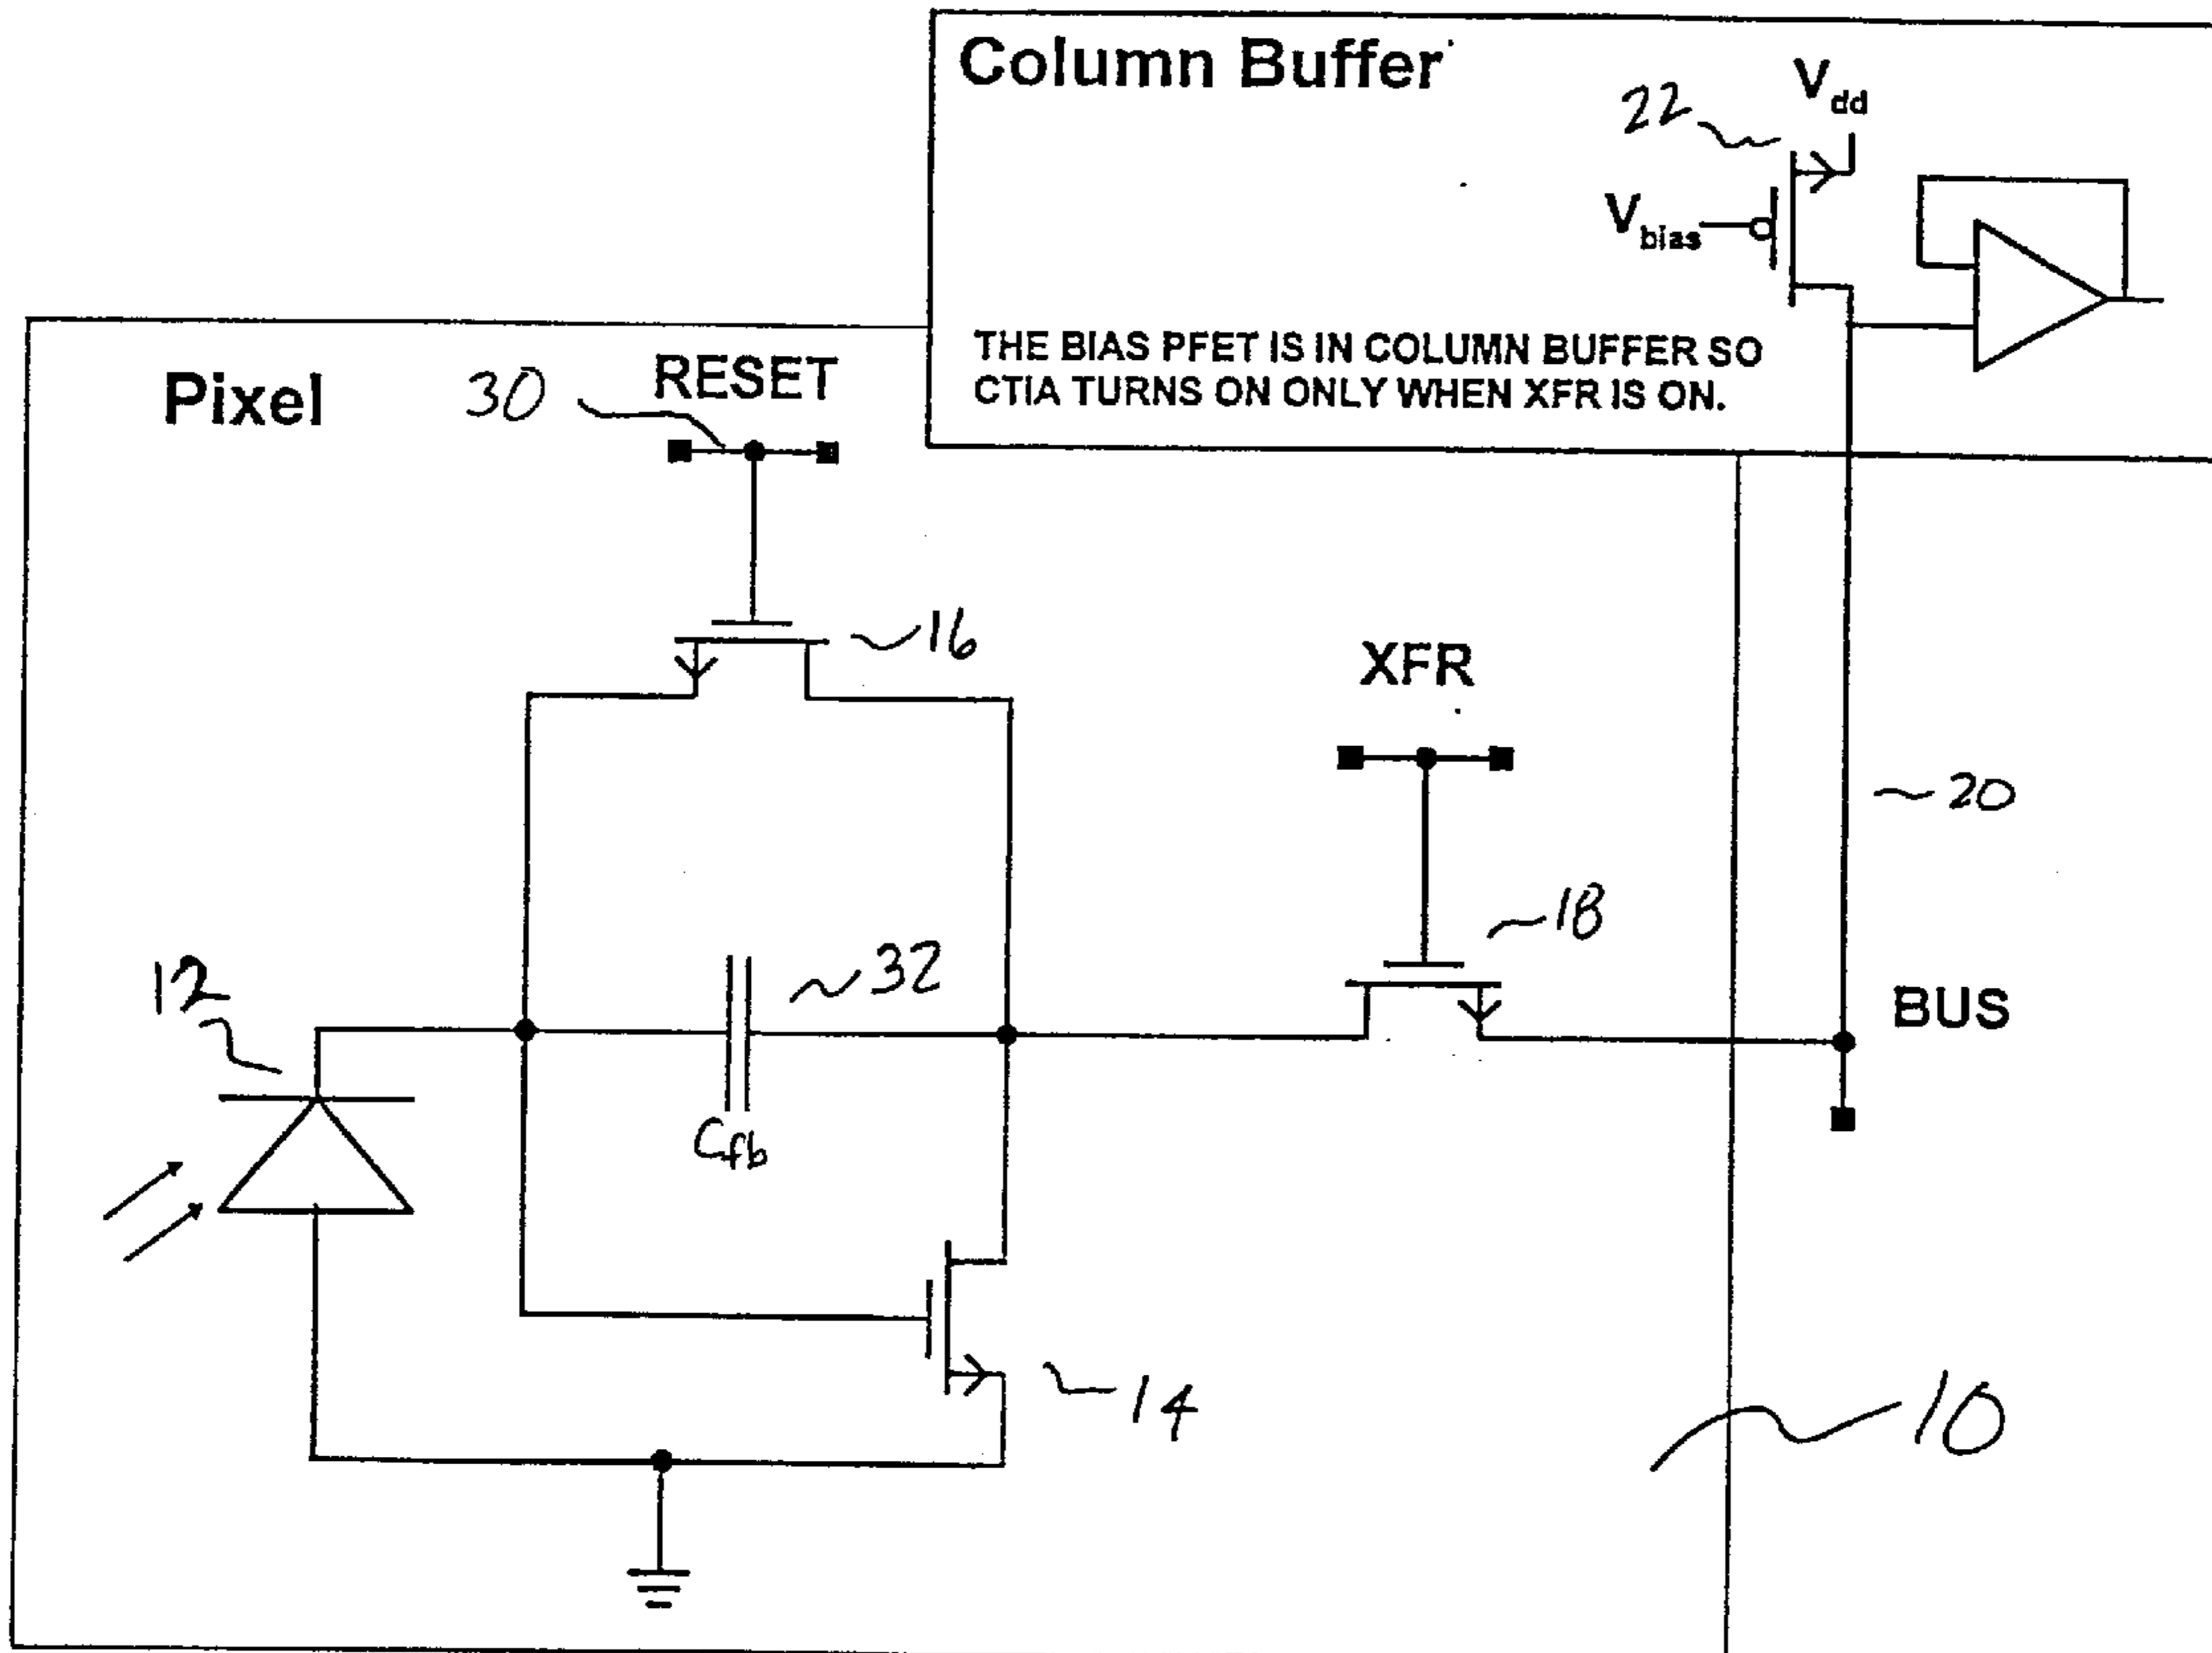 Column Buffer
22
Vdd
Vbias
THE BIAS PFET IS IN COLUMN BUFFER SO
CTIA TURNS ON ONLY WHEN XFR IS ON.
Pixel
30
RESET
16
XFR
20
18
32
12
BUS
Cfb
14
10